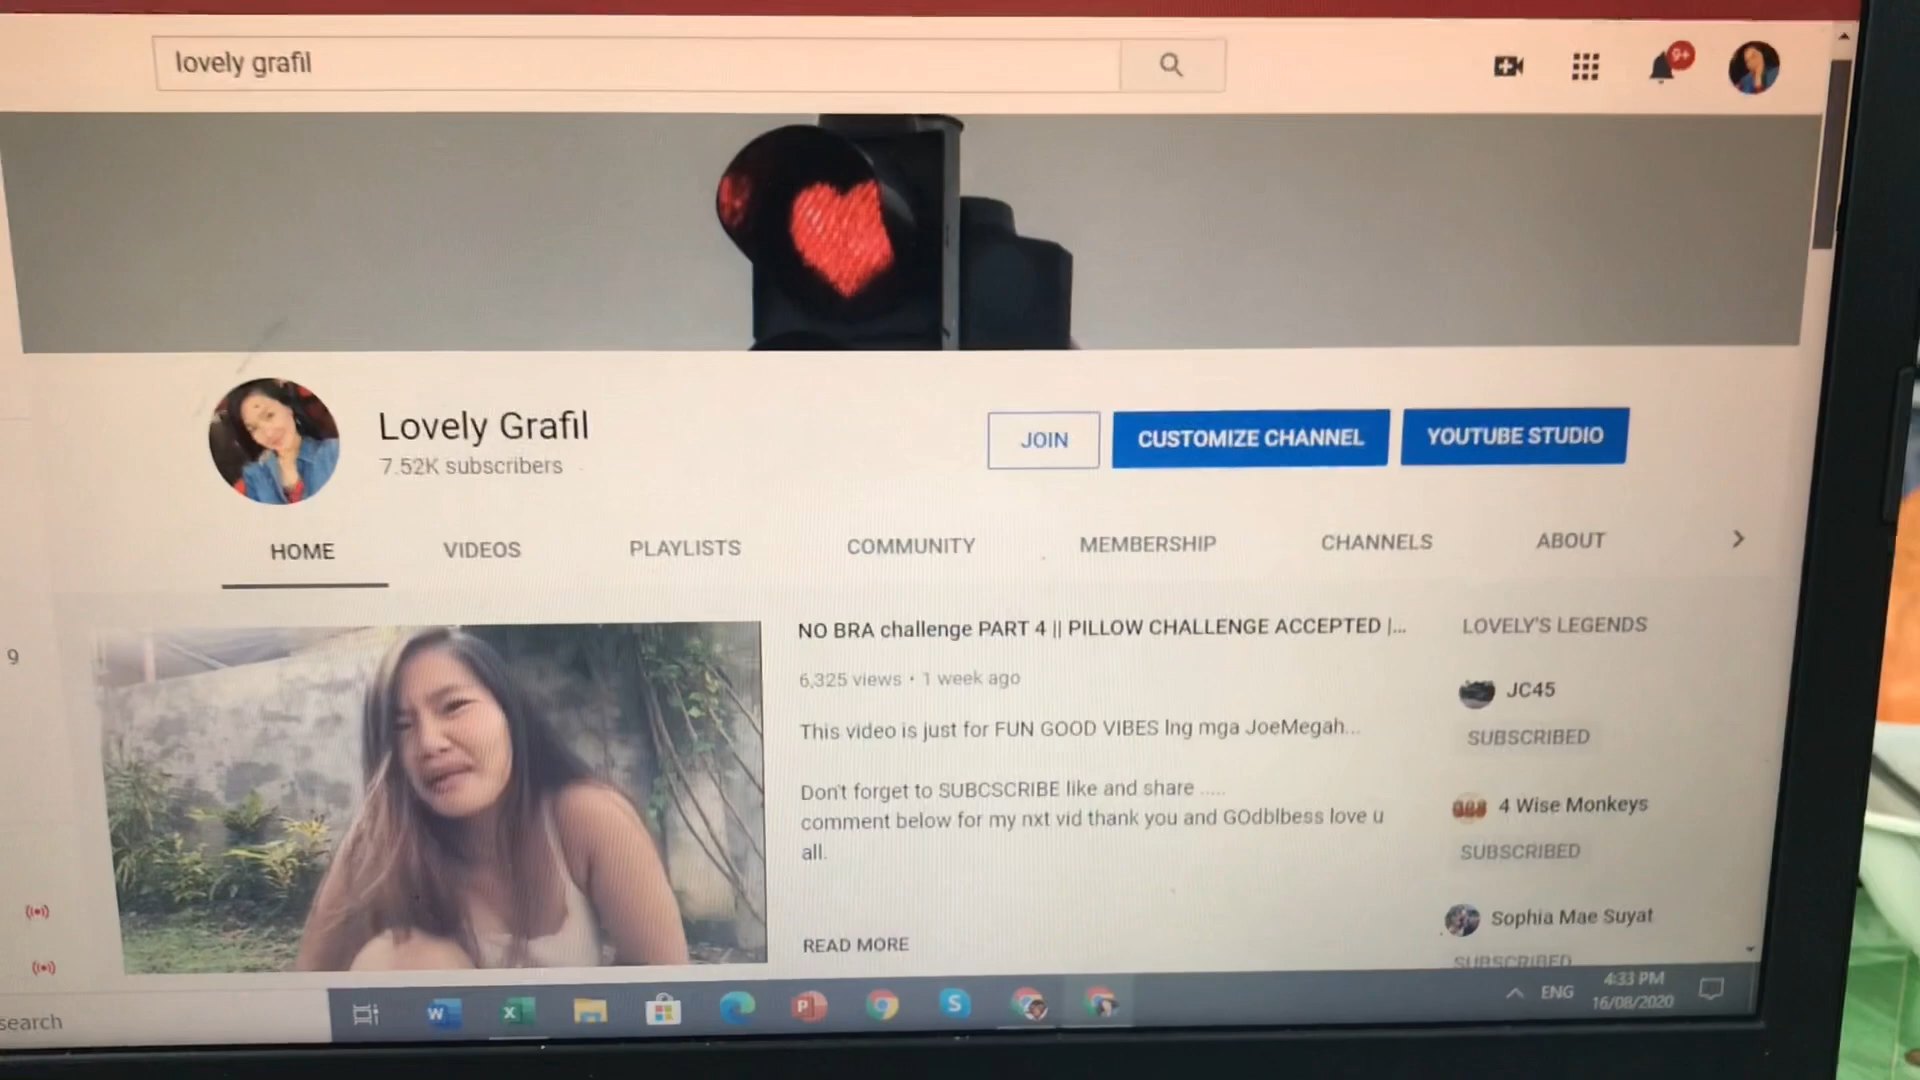 lovely grafil
9+
Lovely Grafil
7.52K subscribers
JOIN
CUSTOMIZE CHANNEL
YOUTUBE STUDIO
HOME
VIDEOS
PLAYLISTS
COMMUNITY
MEMBERSHIP
CHANNELS
ABOUT
9
NO BRA challenge PART 4 || PILLOW CHALLENGE ACCEPTED |...
6,325 views • 1 week ago
This video is just for FUN GOOD VIBES lng mga JoeMegah...
Don't forget to SUBCSCRIBE like and share .....
comment below for my nxt vid thank you and GOdblbess love u
all.
READ MORE
LOVELY'S LEGENDS
JC45
SUBSCRIBED
4 Wise Monkeys
SUBSCRIBED
Sophia Mae Suyat
SUBSCRIBED
search
W
X
P
S
ENG
4:33 PM
16/08/2020